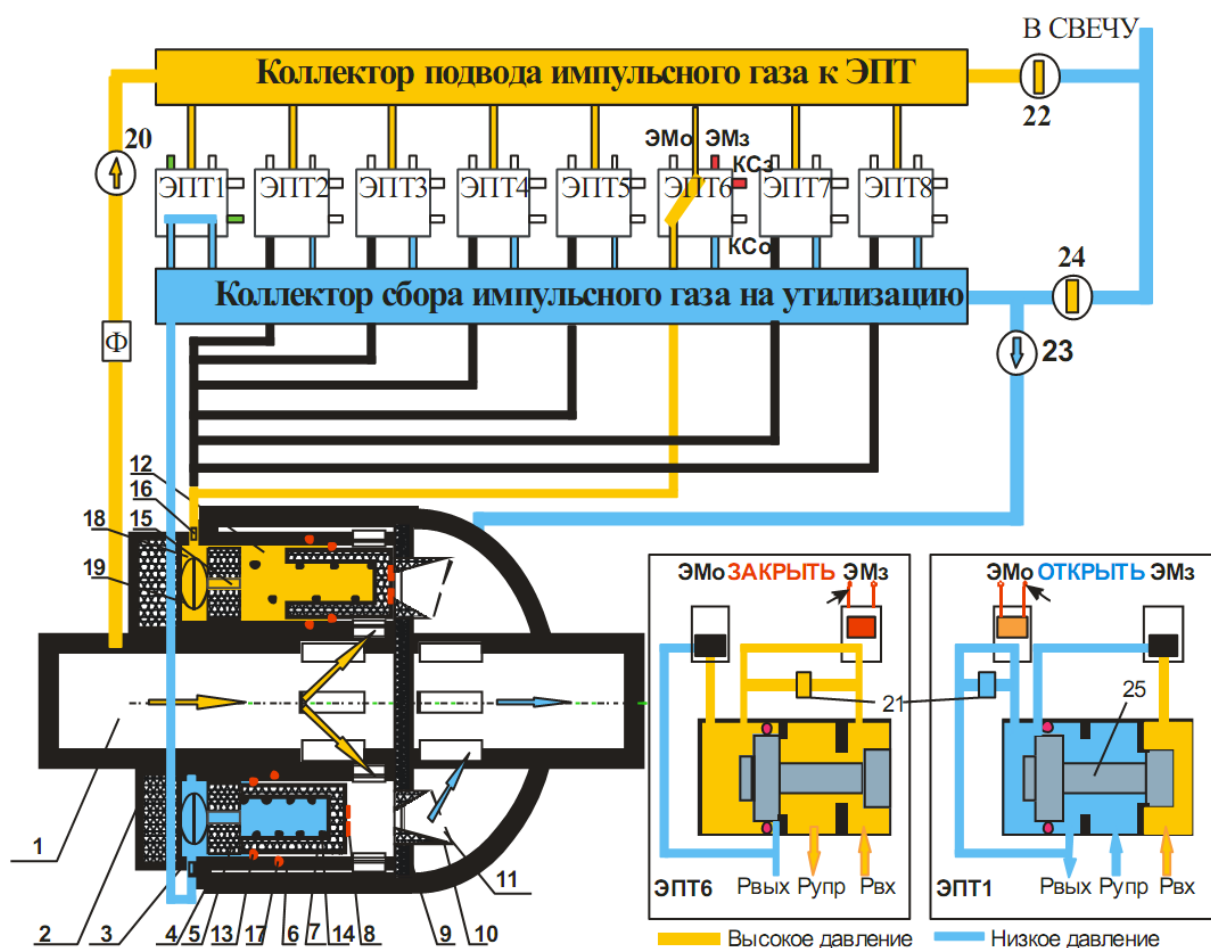 В СВЕЧУ
Коллектор подвода импульсного газа к ЭПТ
22
20
ЭМо ЭМз
КСз
ЭПТ1 ЭПТ2 ЭПТ3 ЭПТ4 ЭПТ5 ЭПТ6 ЭПТ7 ЭПТ8
КСо
24
Коллектор сбора импульсного газа на утилизацию
Ф
23
12
16
15
18
19
ЭМо ЗАКРЫТЬ ЭМз
ЭМо ОТКРЫТЬ ЭМз
21
25
1
2 3 4 5 13 17 6 7 14 8 9 10
11
ЭПТ6 Рвых Рупр Рвх
ЭПТ1 Рвых Рупр Рвх
Высокое давление
Низкое давление